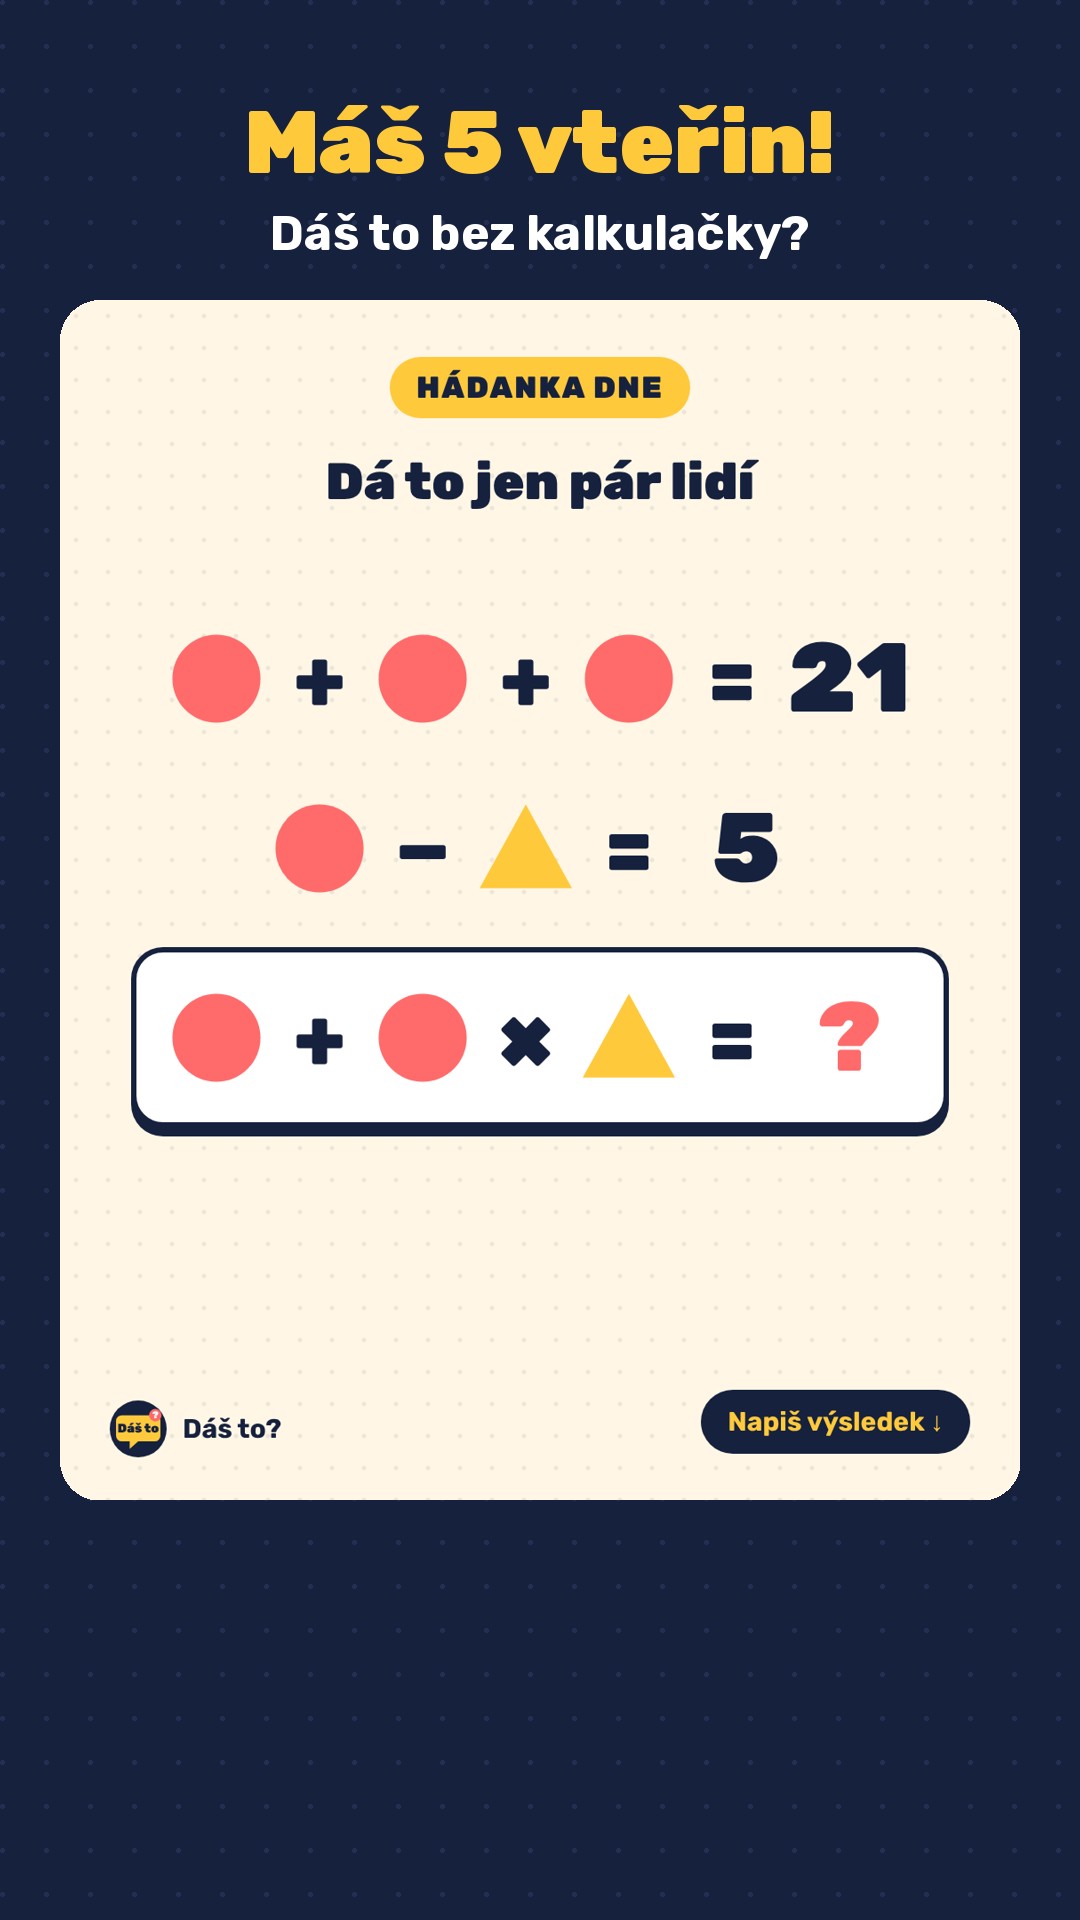 Máš 5 vteřin!
Dáš to bez kalkulačky?
HÁDANKA DNE
Dá to jen pár lidí
+ + = 21
− = 5
+ × = ?
Dáš to ?
Dáš to?
Napiš výsledek ↓